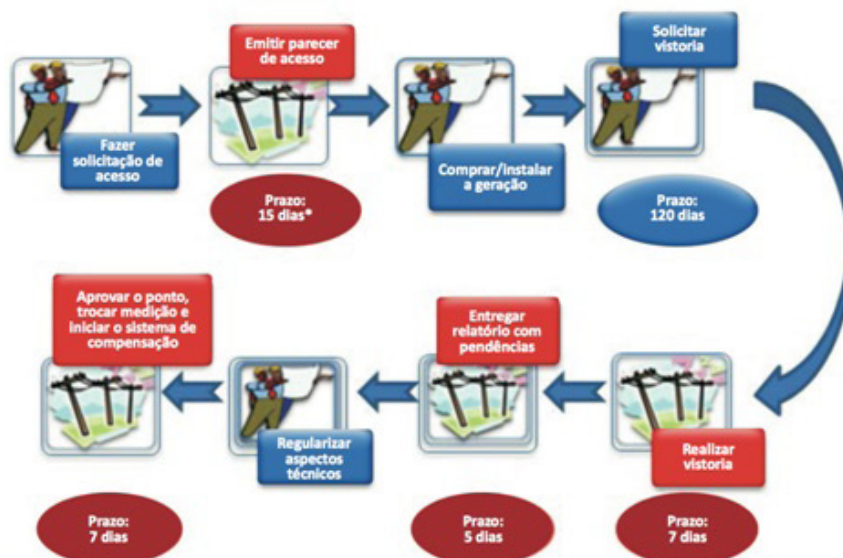 Fazer
solicitação de
acesso
Emitir parecer
de acesso
Prazo:
15 dias*
Comprar/instalar
a geração
Solicitar
vistoria
Prazo:
120 dias
Realizar
vistoria
Prazo:
7 dias
Entregar
relatório com
pendências
Prazo:
5 dias
Regularizar
aspectos
técnicos
Aprovar o ponto,
trocar medição e
iniciar o sistema de
compensação
Prazo:
7 dias